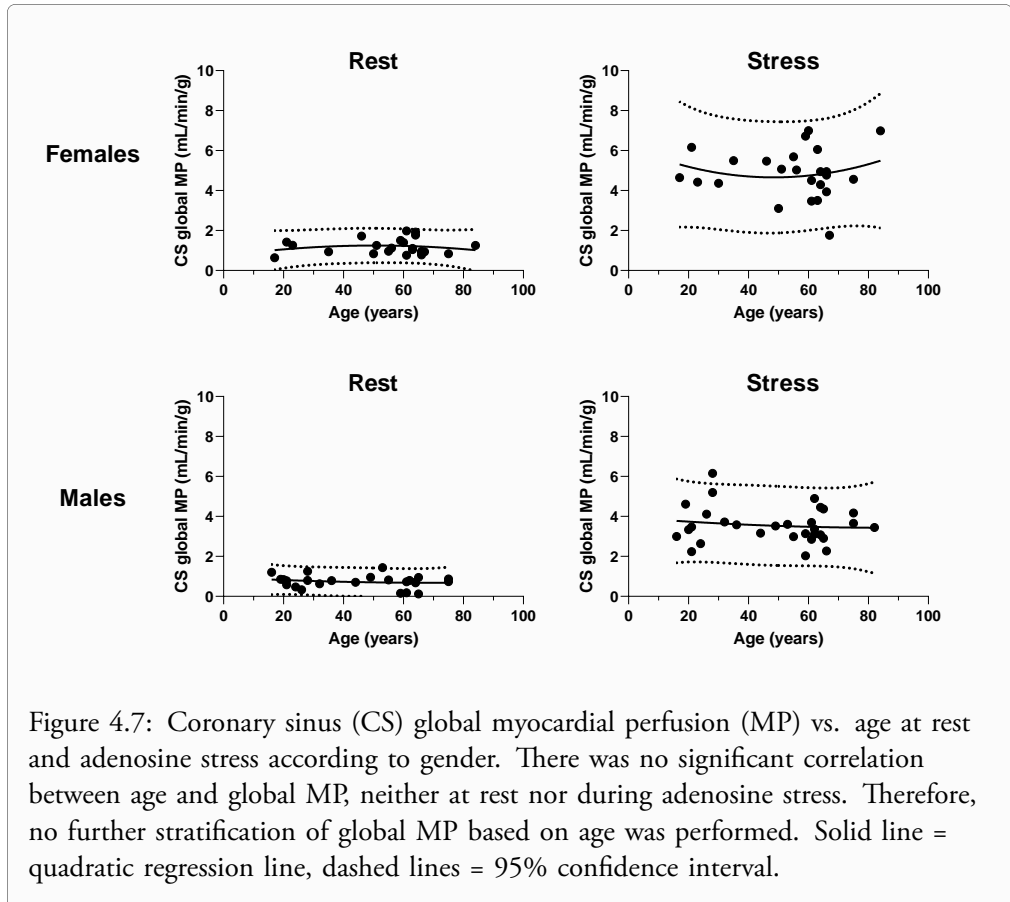 Rest
Stress
Females
CS global MP (mL/min/g)
10
8
6
4
2
0
0 20 40 60 80 100
Age (years)
CS global MP (mL/min/g)
10
8
6
4
2
0
0 20 40 60 80 100
Age (years)
Rest
Stress
Males
CS global MP (mL/min/g)
10
8
6
4
2
0
0 20 40 60 80 100
Age (years)
CS global MP (mL/min/g)
10
8
6
4
2
0
0 20 40 60 80 100
Age (years)
Figure 4.7: Coronary sinus (CS) global myocardial perfusion (MP) vs. age at rest
and adenosine stress according to gender. There was no significant correlation
between age and global MP, neither at rest nor during adenosine stress. Therefore,
no further stratification of global MP based on age was performed. Solid line =
quadratic regression line, dashed lines = 95% confidence interval.